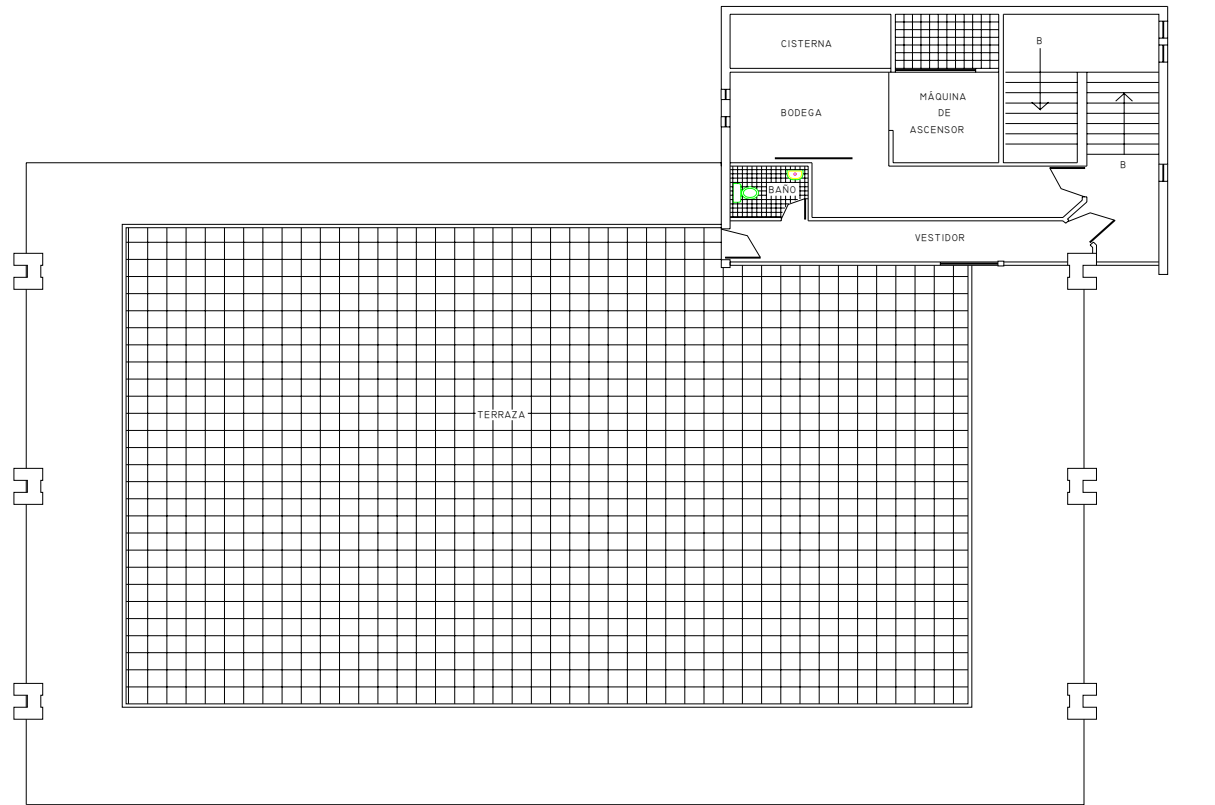 CISTERNA
B
BODEGA
MÁQUINA
DE
ASCENSOR
B
BAÑO
VESTIDOR
TERRAZA